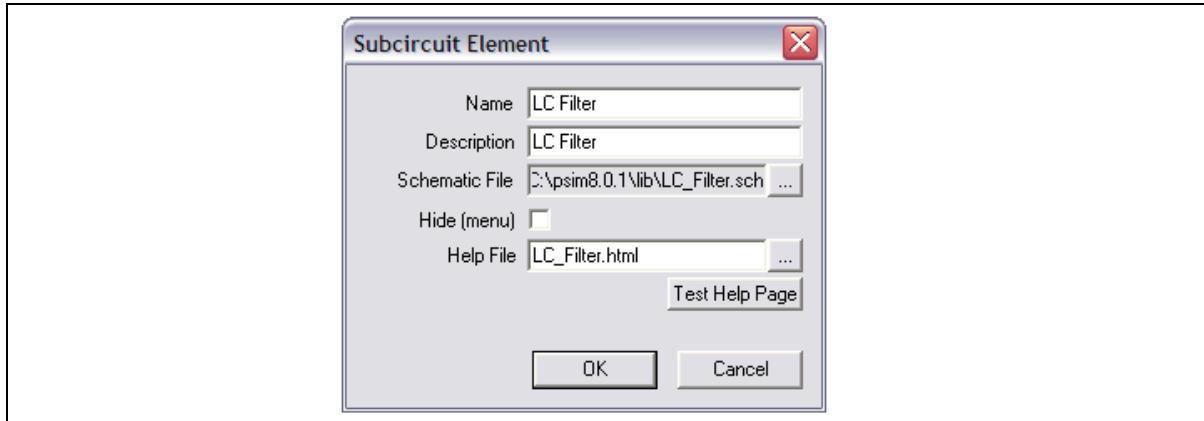 Subcircuit Element
Name LC Filter
Description LC Filter
Schematic File C:\psim8.0.1\lib\LC_Filter.sch ...
Hide (menu)
Help File LC_Filter.html ...
Test Help Page
OK Cancel